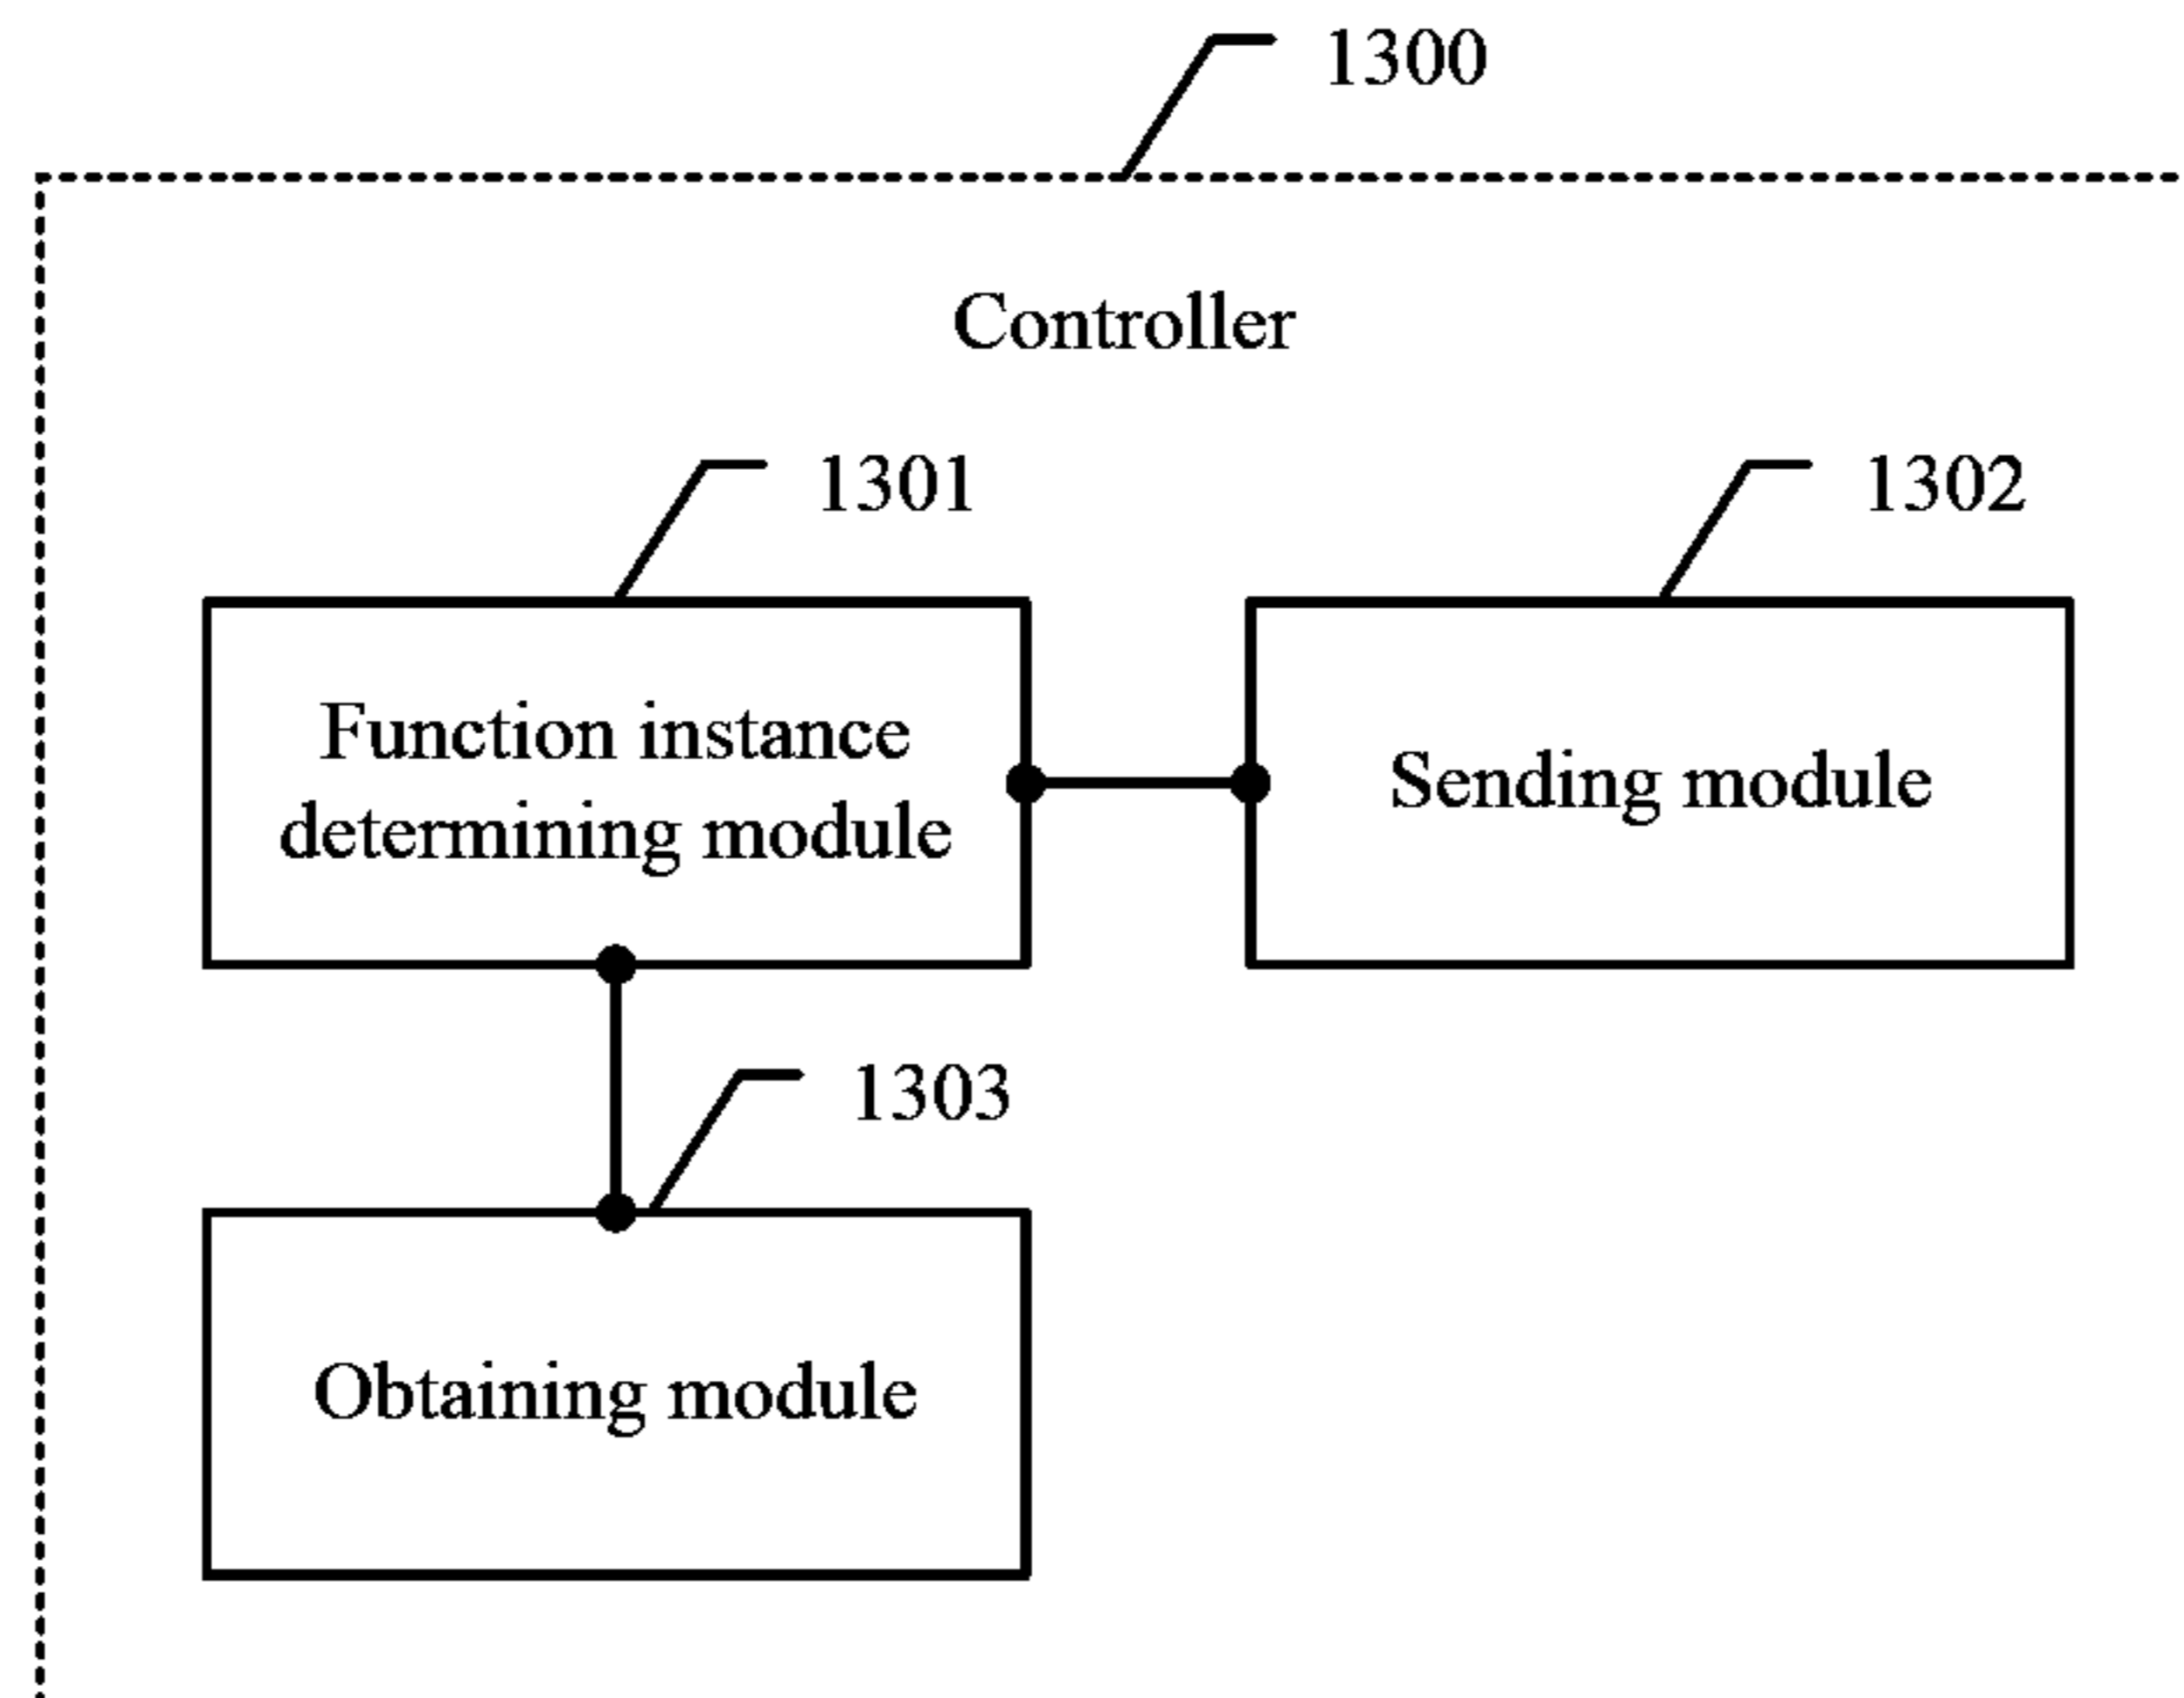 1300
Controller
1301
1302
Function instance
determining module
Sending module
1303
Obtaining module